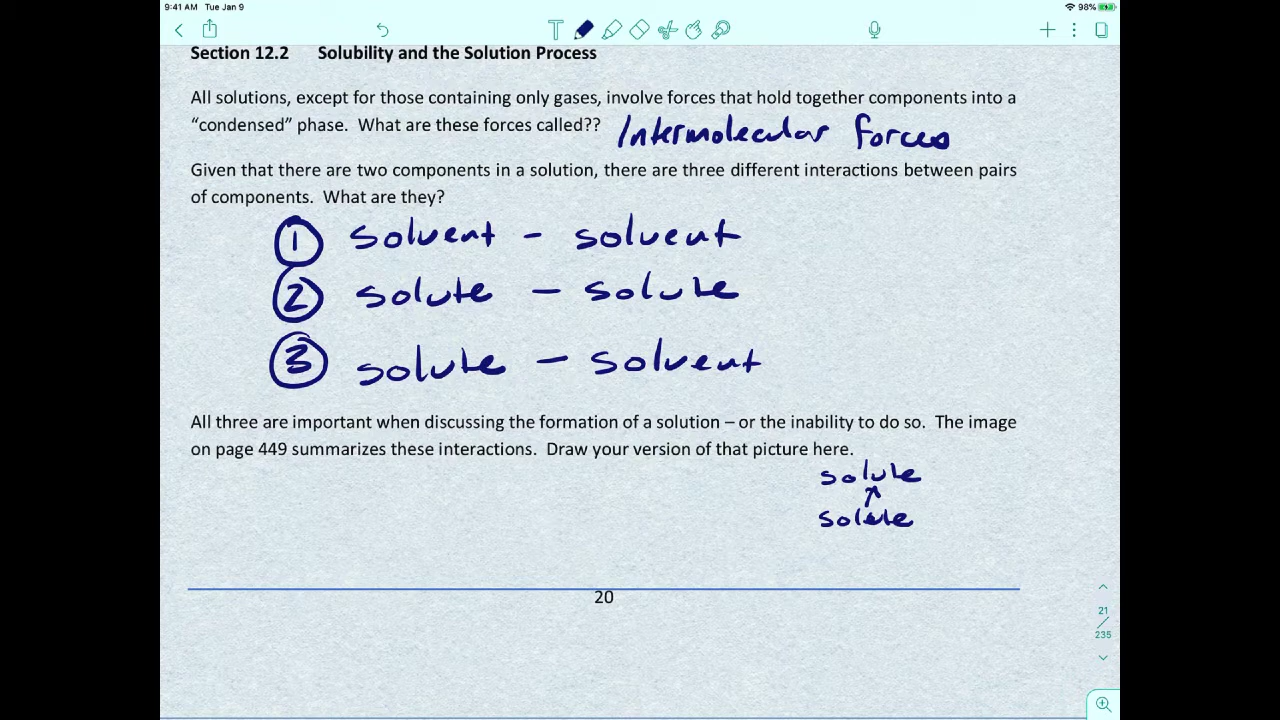 9:41 AM Tue Jan 9
98%
T
Section 12.2 Solubility and the Solution Process
All solutions, except for those containing only gases, involve forces that hold together components into a
“condensed” phase. What are these forces called??
Intermolecular forces
Given that there are two components in a solution, there are three different interactions between pairs
of components. What are they?
1 solvent - solvent
2 solute - solute
3 solute - solvent
All three are important when discussing the formation of a solution – or the inability to do so. The image
on page 449 summarizes these interactions. Draw your version of that picture here.
solute
↑
solute
20
21
/
235